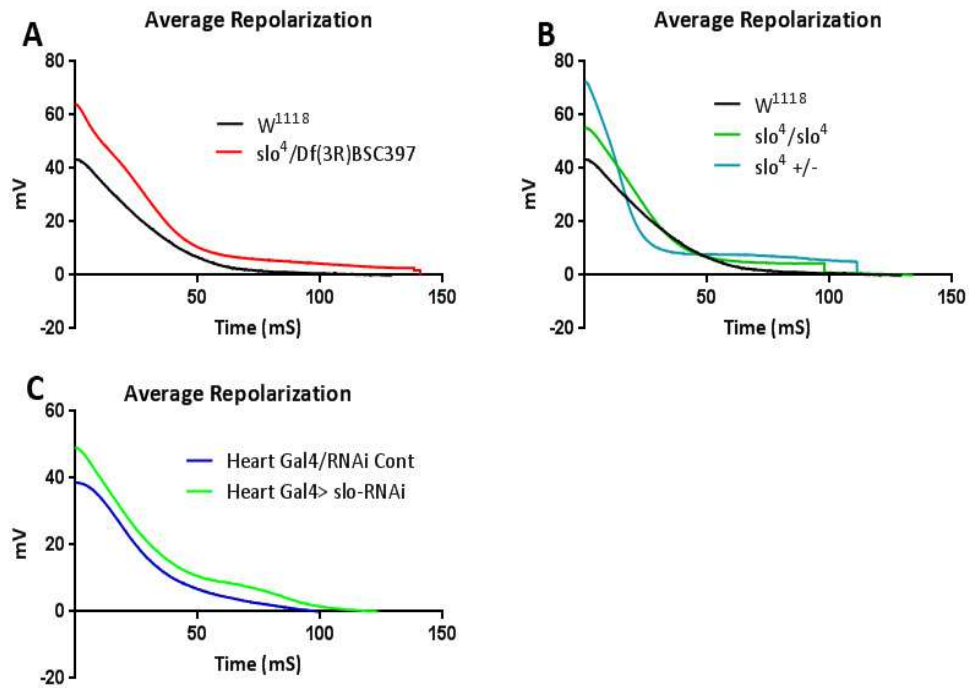 A
Average Repolarization
80
60
40
20
0
-20
mV
50
100
150
Time (mS)
W1118
slo4/Df(3R)BSC397
B
Average Repolarization
80
60
40
20
0
-20
mV
50
100
150
Time (mS)
W1118
slo4/slo4
slo4 +/-
C
Average Repolarization
60
40
20
0
-20
mV
50
100
150
Time (mS)
Heart Gal4/RNAi Cont
Heart Gal4> slo-RNAi